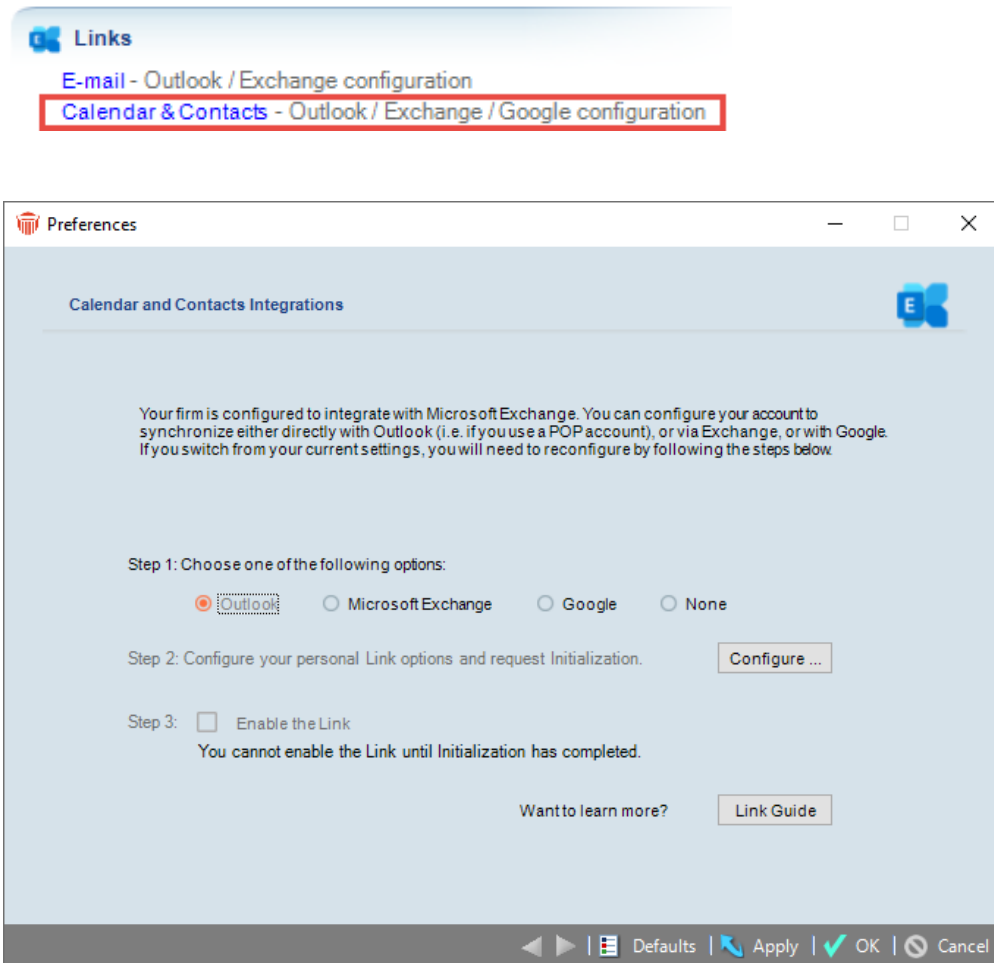 Links
E-mail - Outlook / Exchange configuration
Calendar & Contacts - Outlook / Exchange / Google configuration
Preferences
Calendar and Contacts Integrations
E
Your firm is configured to integrate with Microsoft Exchange. You can configure your account to
synchronize either directly with Outlook (i.e. if you use a POP account), or via Exchange, or with Google.
If you switch from your current settings, you will need to reconfigure by following the steps below.
Step 1: Choose one of the following options:
Outlook Microsoft Exchange Google None
Step 2: Configure your personal Link options and request Initialization. Configure ...
Step 3: Enable the Link
You cannot enable the Link until Initialization has completed.
Want to learn more? Link Guide
Defaults | Apply | OK | Cancel